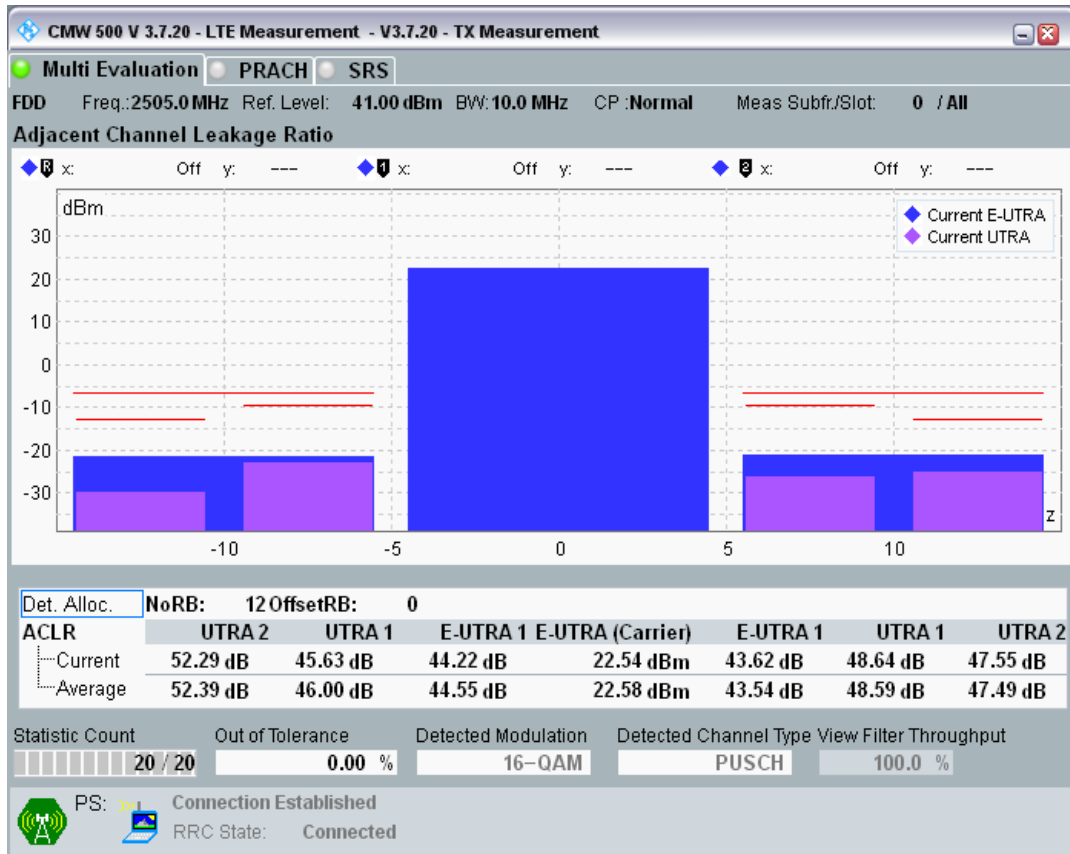 CMW 500 V 3.7.20 - LTE Measurement - V3.7.20 - TX Measurement
Multi Evaluation PRACH SRS
FDD Freq.:2505.0 MHz Ref. Level: 41.00 dBm BW:10.0 MHz CP :Normal Meas Subfr./Slot: 0 / All
Adjacent Channel Leakage Ratio
R x: Off y: --- 1 x: Off y: --- 2 x: Off y: ---
dBm
Current E-UTRA
Current UTRA
30
20
10
0
-10
-20
-30
z
-10 -5 0 5 10
Det. Alloc. NoRB: 12 OffsetRB: 0
ACLR UTRA 2 UTRA 1 E-UTRA 1 E-UTRA (Carrier) E-UTRA 1 UTRA 1 UTRA 2
Current 52.29 dB 45.63 dB 44.22 dB 22.54 dBm 43.62 dB 48.64 dB 47.55 dB
Average 52.39 dB 46.00 dB 44.55 dB 22.58 dBm 43.54 dB 48.59 dB 47.49 dB
Statistic Count Out of Tolerance Detected Modulation Detected Channel Type View Filter Throughput
20 / 20 0.00 % 16-QAM PUSCH 100.0 %
PS: Connection Established
RRC State: Connected